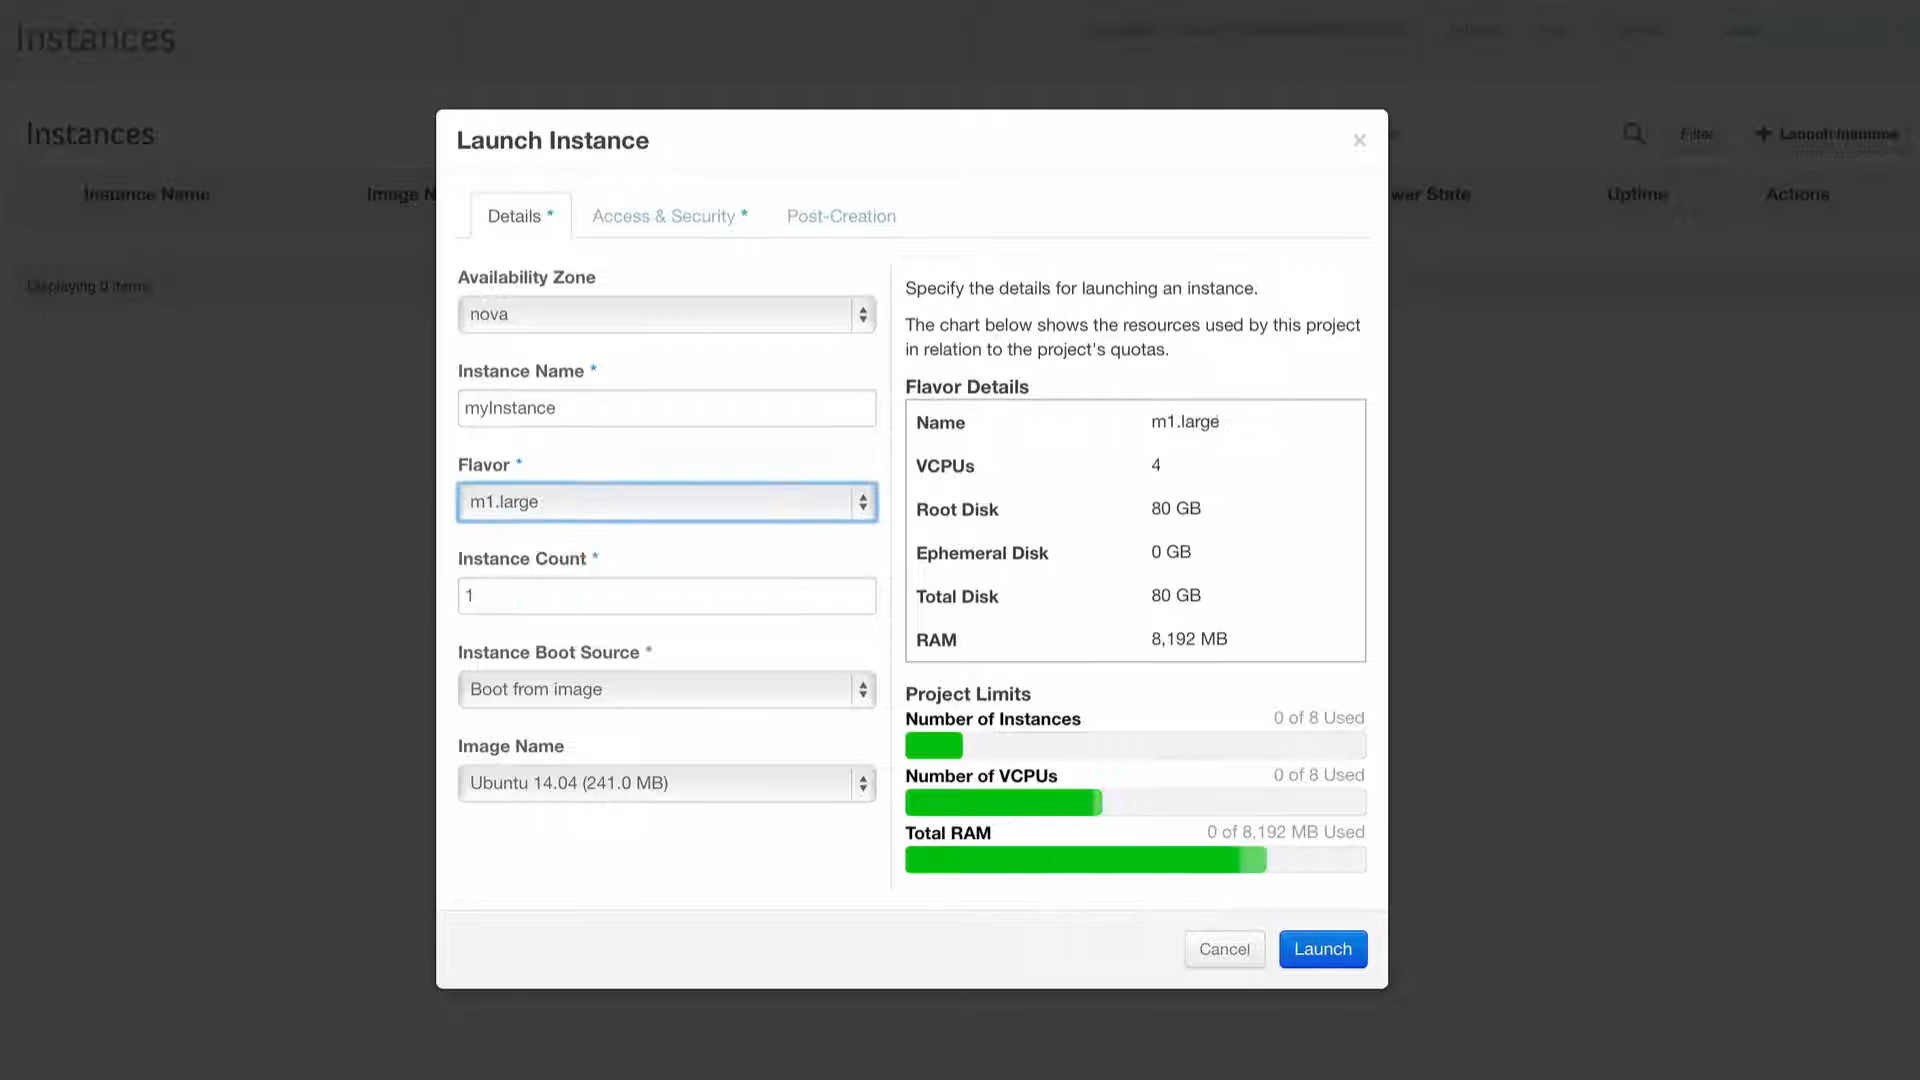 Instances
Instances
Filter
Launch Instance
Instance Name
Uptime
Actions
Displaying 0 items
Launch Instance
×
Details *
Access & Security *
Post-Creation
Availability Zone
nova
Instance Name *
myInstance
Flavor *
m1.large
Instance Count *
1
Instance Boot Source *
Boot from image
Image Name
Ubuntu 14.04 (241.0 MB)
Specify the details for launching an instance.
The chart below shows the resources used by this project
in relation to the project's quotas.
Flavor Details
Name m1.large
VCPUs 4
Root Disk 80 GB
Ephemeral Disk 0 GB
Total Disk 80 GB
RAM 8,192 MB
Project Limits
Number of Instances 0 of 8 Used
Number of VCPUs 0 of 8 Used
Total RAM 0 of 8,192 MB Used
Cancel
Launch